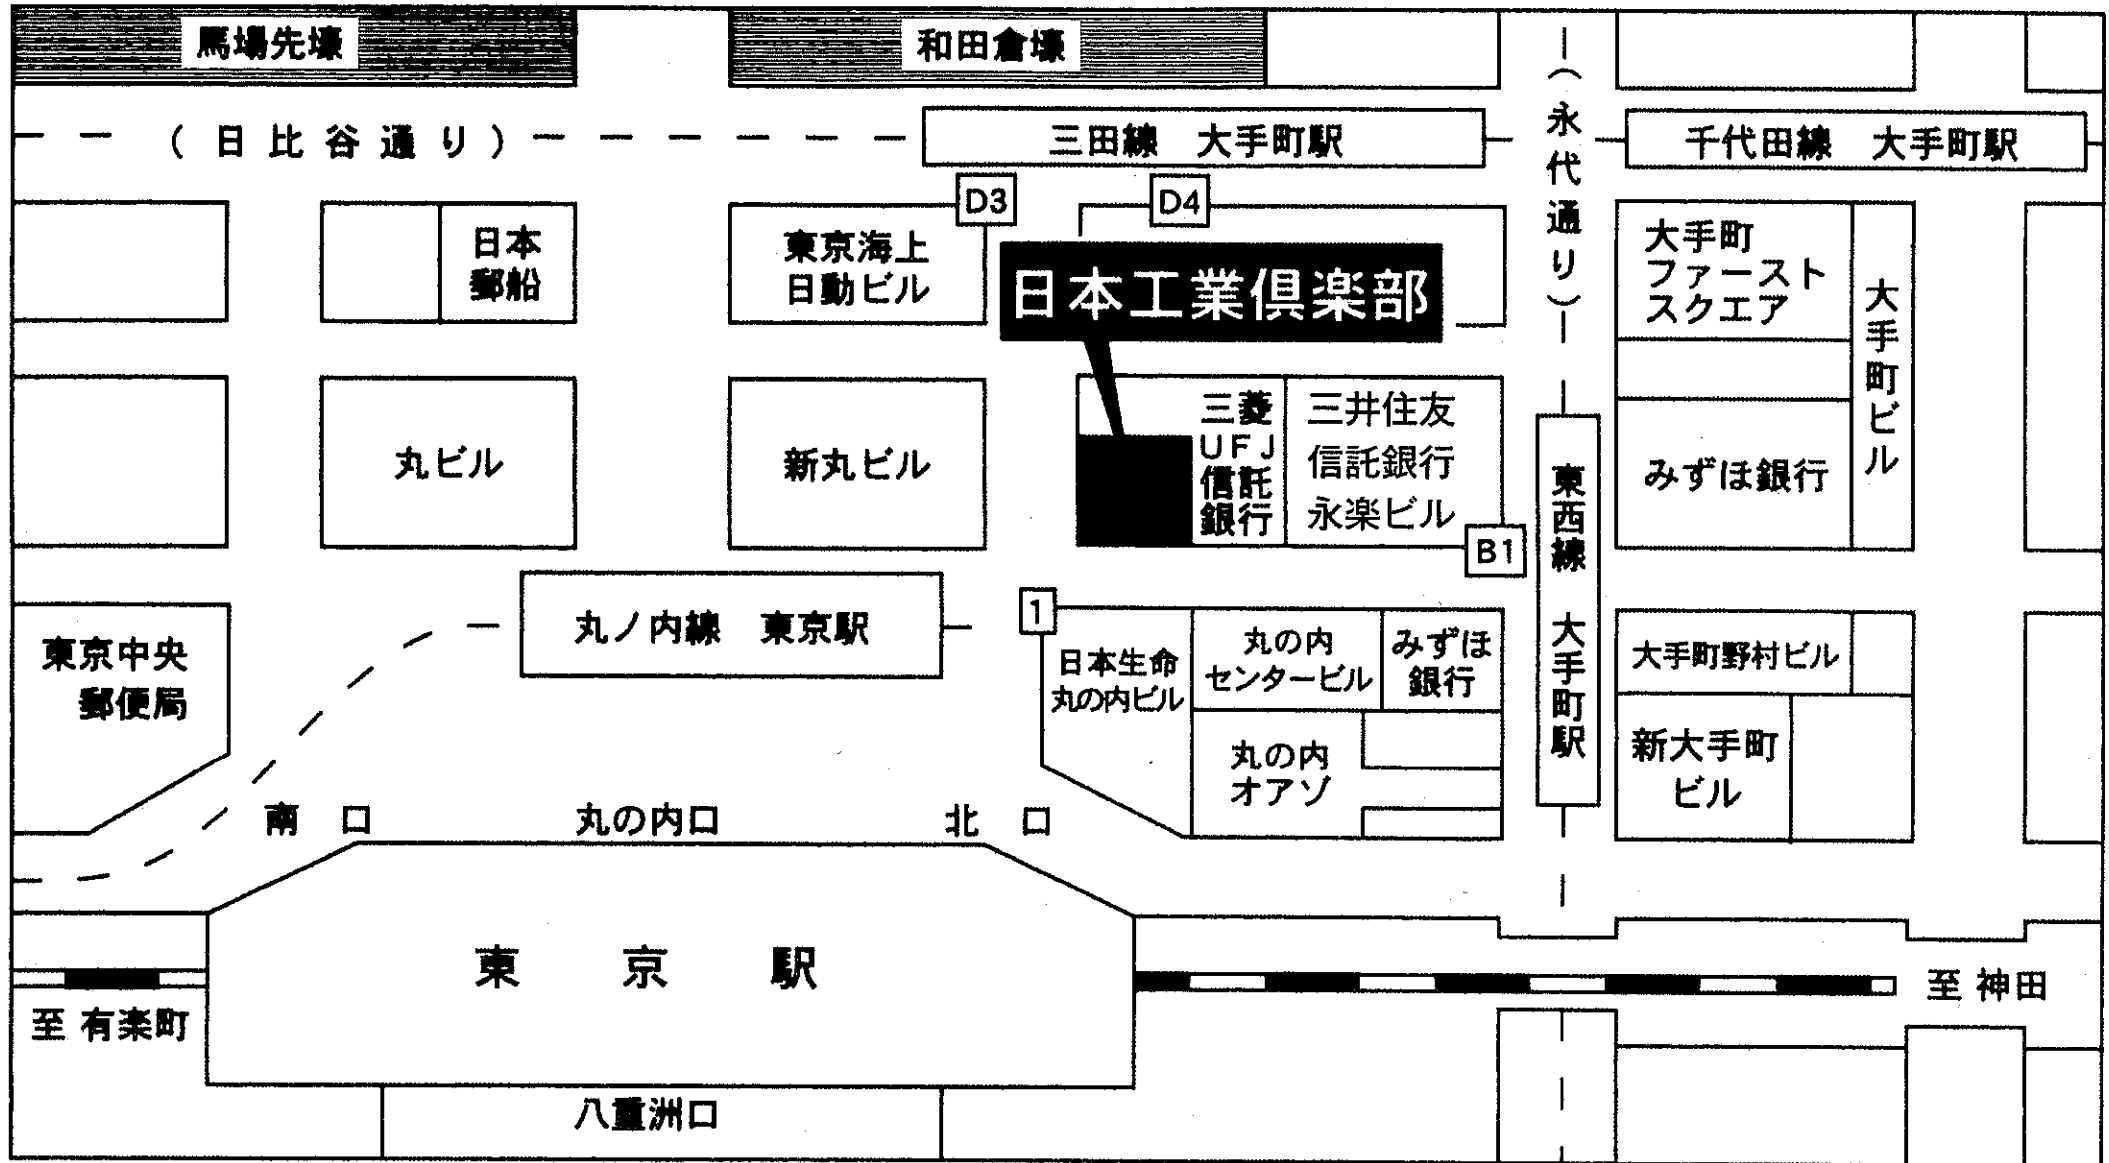 馬場先壕
和田倉壕
(日比谷通り)
三田線 大手町駅
(永代通り)
千代田線 大手町駅
D3
D4
日本
郵船
東京海上
日動ビル
日本工業倶楽部
大手町
ファースト
スクエア
大手町ビル
丸ビル
新丸ビル
三菱
UFJ
信託
銀行
三井住友
信託銀行
永楽ビル
B1
東西線 大手町駅
みずほ銀行
東京中央
郵便局
丸ノ内線 東京駅
1
日本生命
丸の内ビル
丸の内
センタービル
みずほ
銀行
丸の内
オアゾ
大手町野村ビル
新大手町
ビル
南口
丸の内口
北口
東京駅
至 有楽町
至 神田
八重洲口